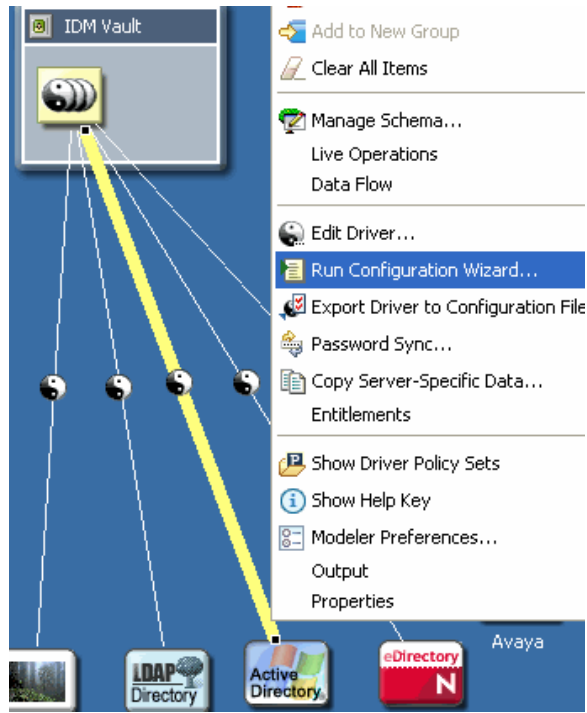 IDM Vault
Add to New Group
Clear All Items
Manage Schema...
Live Operations
Data Flow
Edit Driver...
Run Configuration Wizard...
Export Driver to Configuration File
Password Sync...
Copy Server-Specific Data...
Entitlements
Show Driver Policy Sets
Show Help Key
Modeler Preferences...
Output
Properties
Avaya
LDAP
Directory
Active
Directory
eDirectory
N